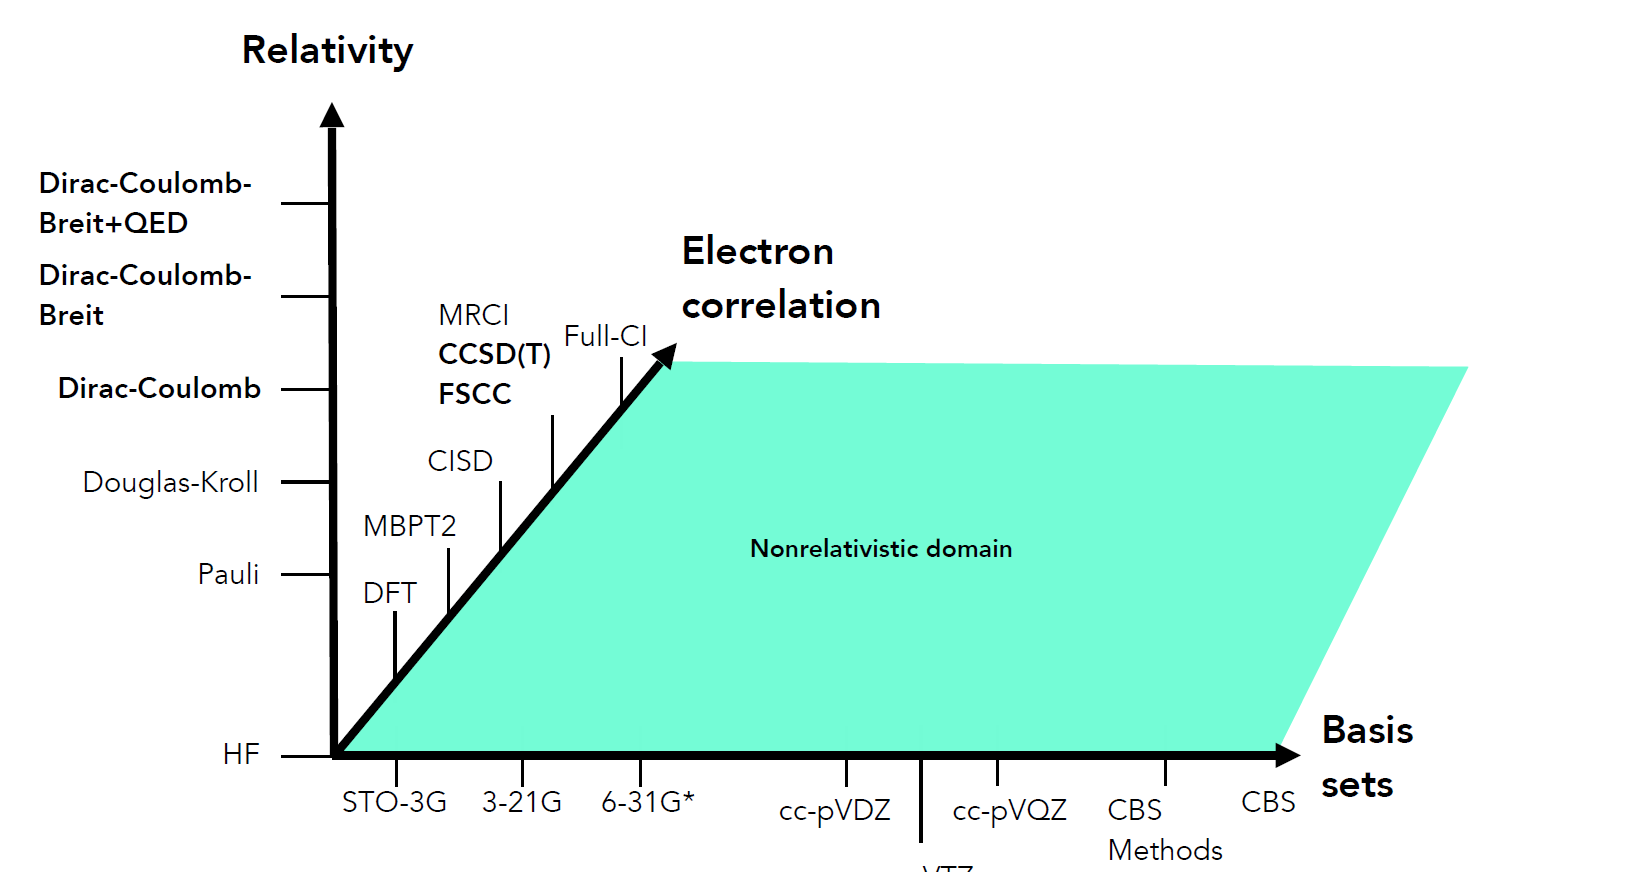 Relativity
Dirac-Coulomb-
Breit+QED
Dirac-Coulomb-
Breit
Dirac-Coulomb
Douglas-Kroll
Pauli
HF
Electron
correlation
MRCI
CCSD(T)
FSCC
Full-CI
CISD
MBPT2
DFT
Nonrelativistic domain
Basis
sets
STO-3G
3-21G
6-31G*
cc-pVDZ
cc-pVQZ
CBS
Methods
CBS